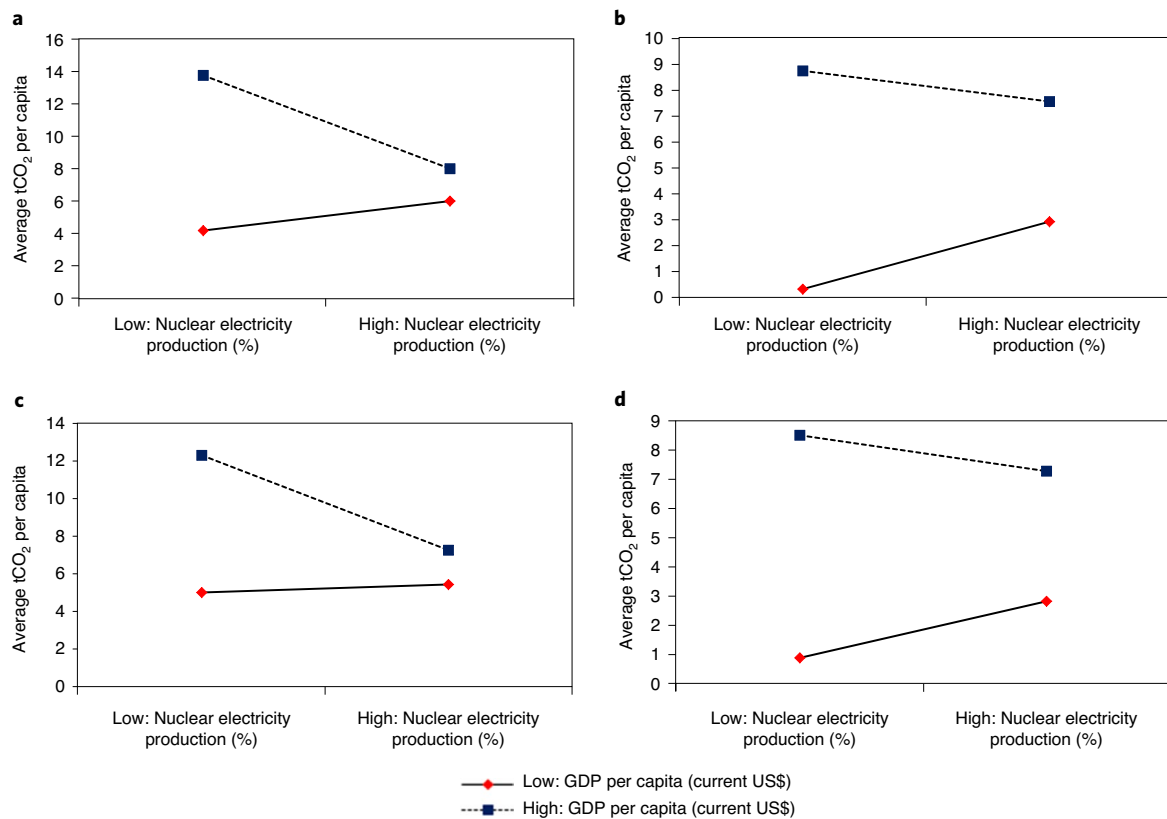 a
16
14
12
10
8
6
4
2
0
Average tCO2 per capita
Low: Nuclear electricity
production (%)
High: Nuclear electricity
production (%)
b
10
9
8
7
6
5
4
3
2
1
0
Average tCO2 per capita
Low: Nuclear electricity
production (%)
High: Nuclear electricity
production (%)
c
14
12
10
8
6
4
2
0
Average tCO2 per capita
Low: Nuclear electricity
production (%)
High: Nuclear electricity
production (%)
d
9
8
7
6
5
4
3
2
1
0
Average tCO2 per capita
Low: Nuclear electricity
production (%)
High: Nuclear electricity
production (%)
Low: GDP per capita (current US$)
High: GDP per capita (current US$)